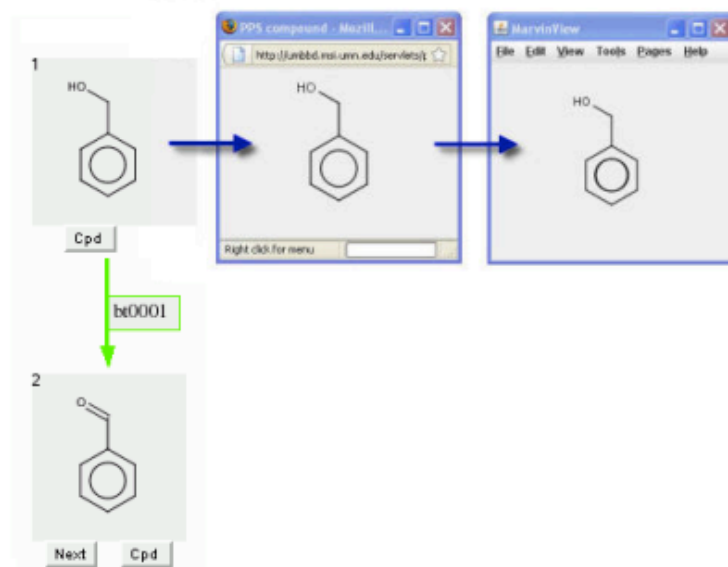 1
HO
Cpd
bt0001
2
O
Next Cpd
PPS compound - Mozill...
http://umbbd.msi.umn.edu/servlets/p
HO
Right click for menu
MarvinView
File Edit View Tools Pages Help
HO